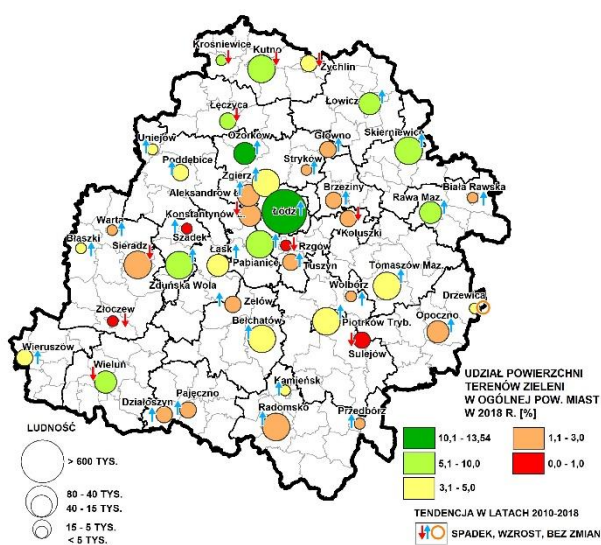 Krośniewice
Kutno
Żychlin
Łowicz
Łęczyca
Ozorków
Głowno
Skierniewice
Uniejów
Stryków
Poddębice
Zgierz
Brzeziny
Biała Rawska
Aleksandrów Ł.
Rawa Maz.
Łódź
Konstantynów
Koluszki
Warta
Szadek
Rzgów
Błaszki
Sieradz
Łask
Pabianice
Tuszyn
Tomaszów Maz.
Zduńska Wola
Wolbórz
Drzewica
Złoczew
Zelów
Bełchatów
Piotrków Tryb.
Opoczno
Wieruszów
Sulejów
Wieluń
Kamieńsk
Działoszyn
Pajęczno
Radomsko
Przedbórz
LUDNOŚĆ
> 600 TYS.
80 - 40 TYS.
40 - 15 TYS.
15 - 5 TYS.
< 5 TYS.
UDZIAŁ POWIERZCHNI
TERENÓW ZIELENI
W OGÓLNEJ POW. MIAST
W 2018 R. [%]
10,1 - 13,54
1,1 - 3,0
5,1 - 10,0
0,0 - 1,0
3,1 - 5,0
TENDENCJA W LATACH 2010-2018
SPADEK, WZROST, BEZ ZMIAN